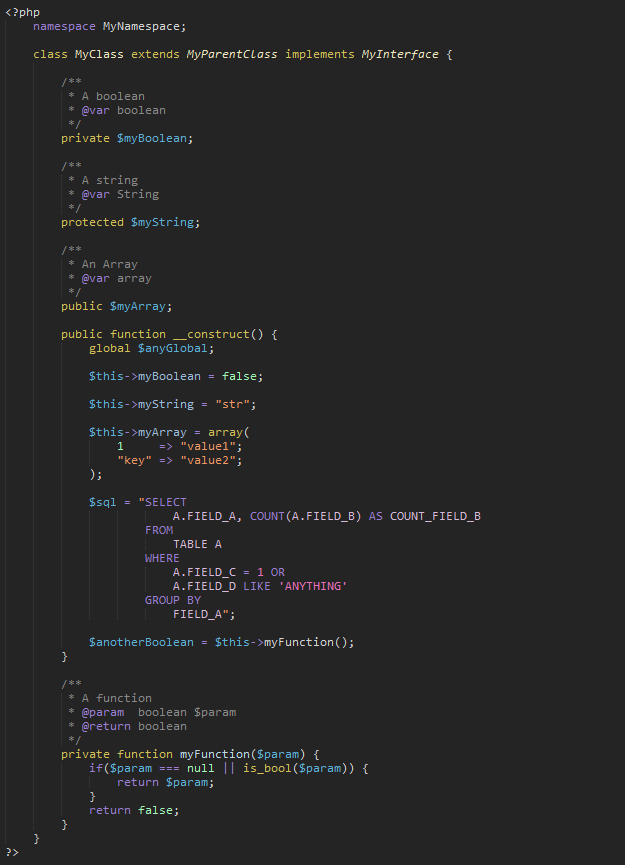 <?php
    namespace MyNamespace;

    class MyClass extends MyParentClass implements MyInterface {

        /**
         * A boolean
         * @var boolean
         */
        private $myBoolean;

        /**
         * A string
         * @var String
         */
        protected $myString;

        /**
         * An Array
         * @var array
         */
        public $myArray;

        public function __construct() {
            global $anyGlobal;

            $this->myBoolean = false;

            $this->myString = "str";

            $this->myArray = array(
                1     => "value1";
                "key" => "value2";
            );

            $sql = "SELECT
                        A.FIELD_A, COUNT(A.FIELD_B) AS COUNT_FIELD_B
                    FROM
                        TABLE A
                    WHERE
                        A.FIELD_C = 1 OR
                        A.FIELD_D LIKE 'ANYTHING'
                    GROUP BY
                        FIELD_A";

            $anotherBoolean = $this->myFunction();
        }

        /**
         * A function
         * @param  boolean $param
         * @return boolean
         */
        private function myFunction($param) {
            if($param === null || is_bool($param)) {
                return $param;
            }
            return false;
        }
    }
?>